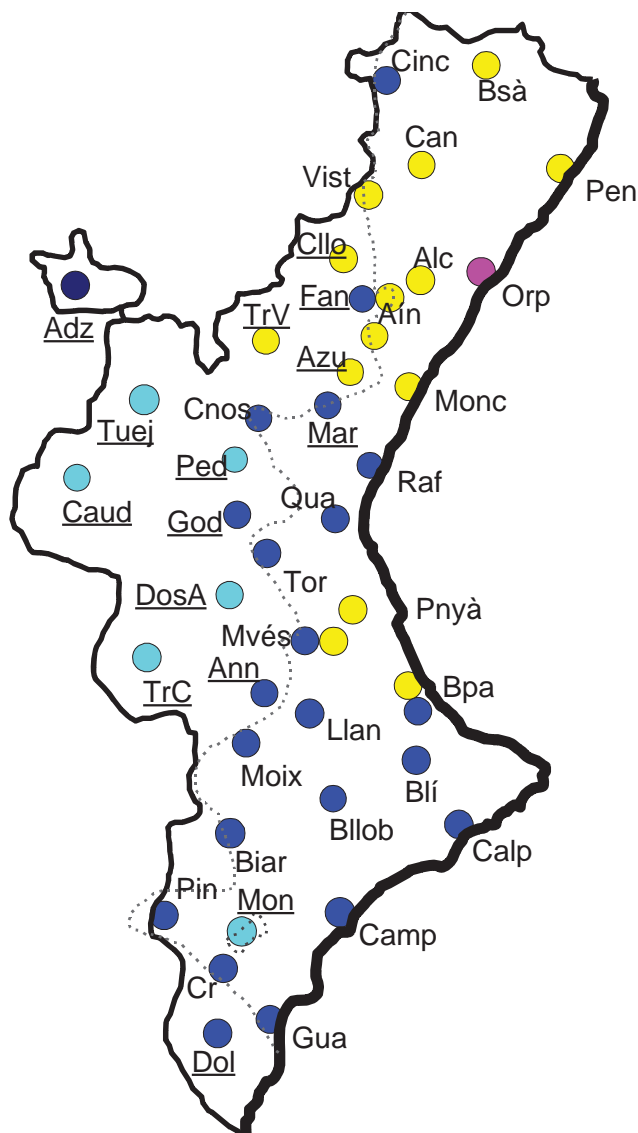 Cinc
Bsà
Can
Vist
Pen
Cllo
Alc
Orp
Fan
Aín
Adz
TrV
Azu
Monc
Tuej
Cnos
Mar
Ped
Raf
Caud
Qua
God
Tor
DosA
Pnyà
Mvés
Ann
TrC
Bpa
Llan
Moix
Blí
Bllob
Calp
Biar
Pin
Mon
Camp
Cr
Gua
Dol